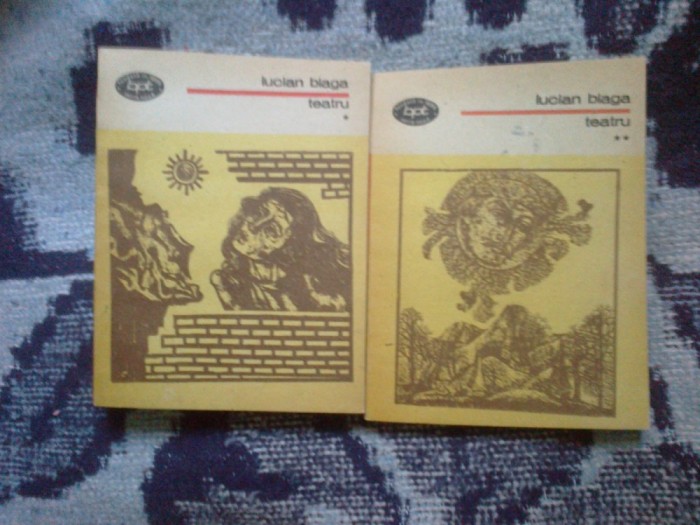 bpt
lucian blaga
teatru
*
bpt
lucian blaga
teatru
**